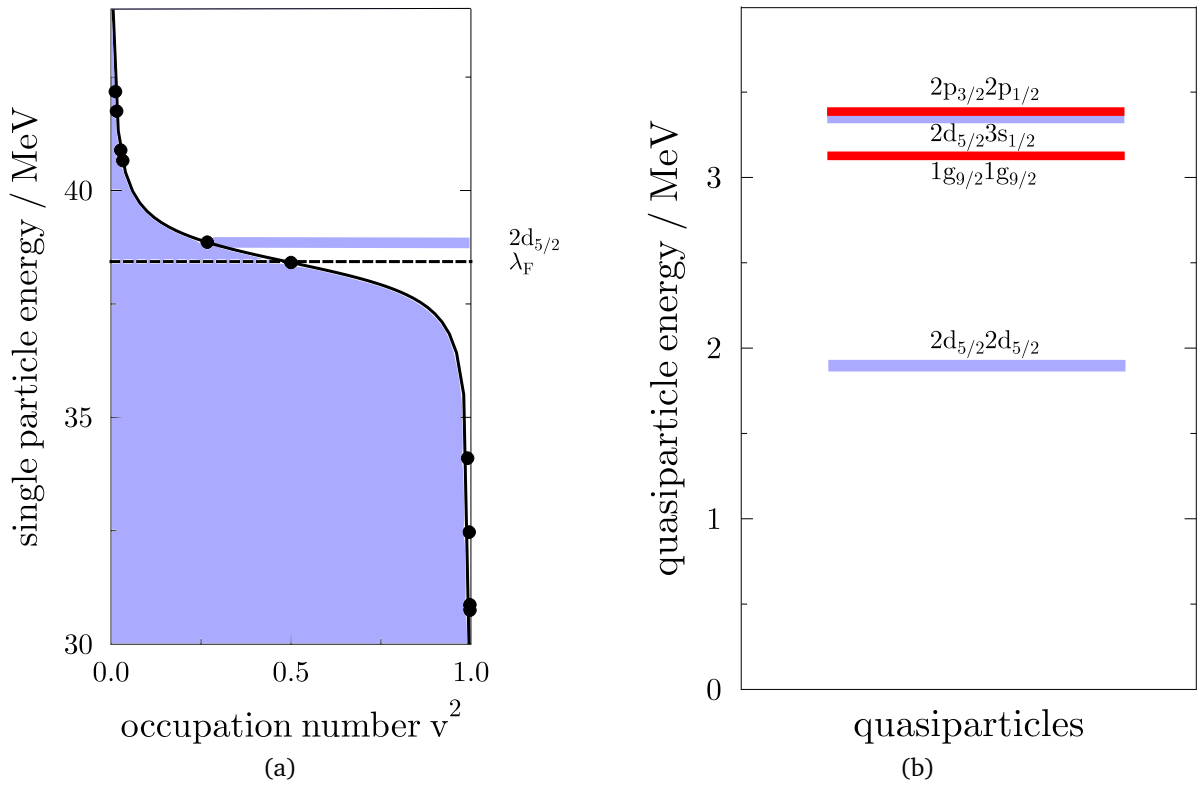 single particle energy / MeV
40
35
30
0.0
0.5
1.0
occupation number v²
2d₅/₂
λF
(a)
quasiparticle energy / MeV
3
2
1
0
2p₃/₂2p₁/₂
2d₅/₂3s₁/₂
1g₉/₂1g₉/₂
2d₅/₂2d₅/₂
quasiparticles
(b)